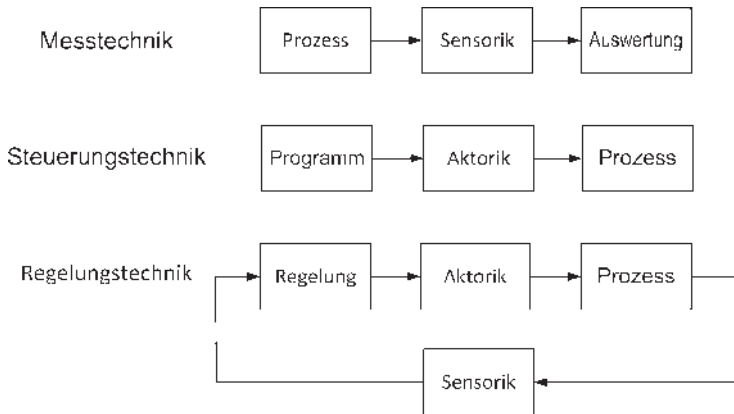 Messtechnik
Prozess
Sensorik
Auswertung
Steuerungstechnik
Programm
Aktorik
Prozess
Regelungstechnik
Regelung
Aktorik
Prozess
Sensorik